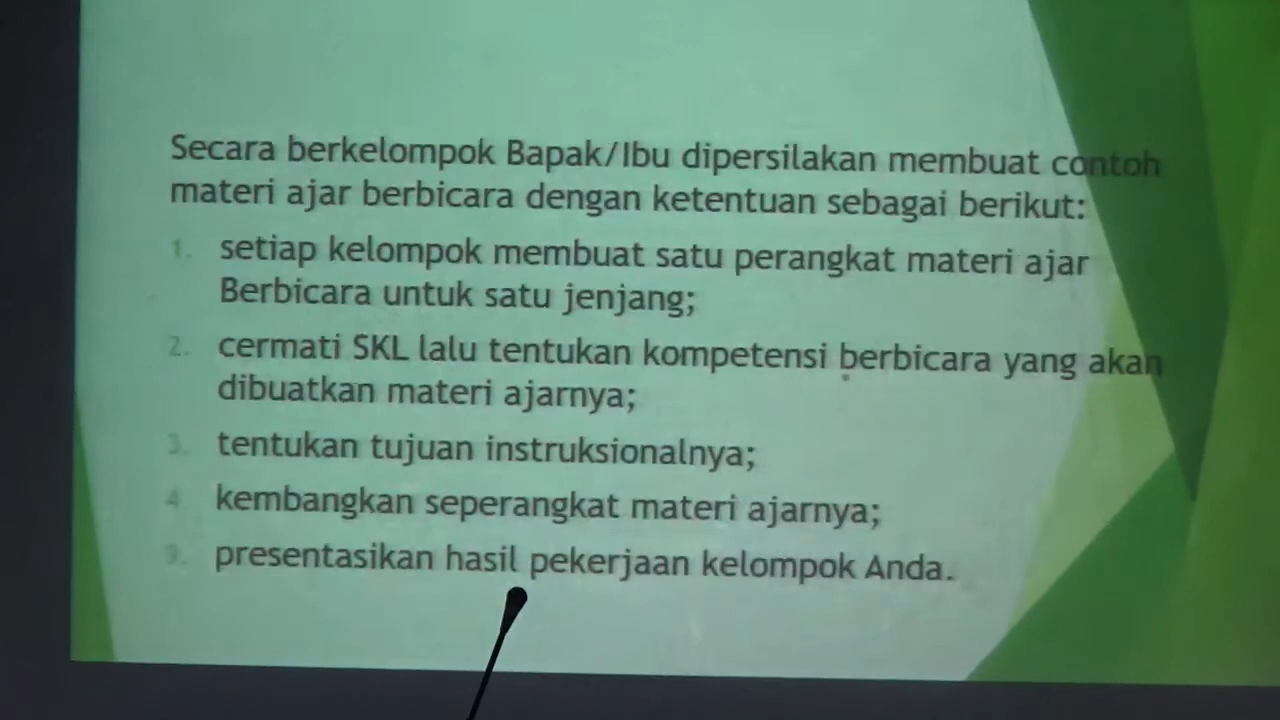 Secara berkelompok Bapak/Ibu dipersilakan membuat contoh
materi ajar berbicara dengan ketentuan sebagai berikut:
1. setiap kelompok membuat satu perangkat materi ajar
Berbicara untuk satu jenjang;
2. cermati SKL lalu tentukan kompetensi berbicara yang akan
dibuatkan materi ajarnya;
3. tentukan tujuan instruksionalnya;
4. kembangkan seperangkat materi ajarnya;
5. presentasikan hasil pekerjaan kelompok Anda.